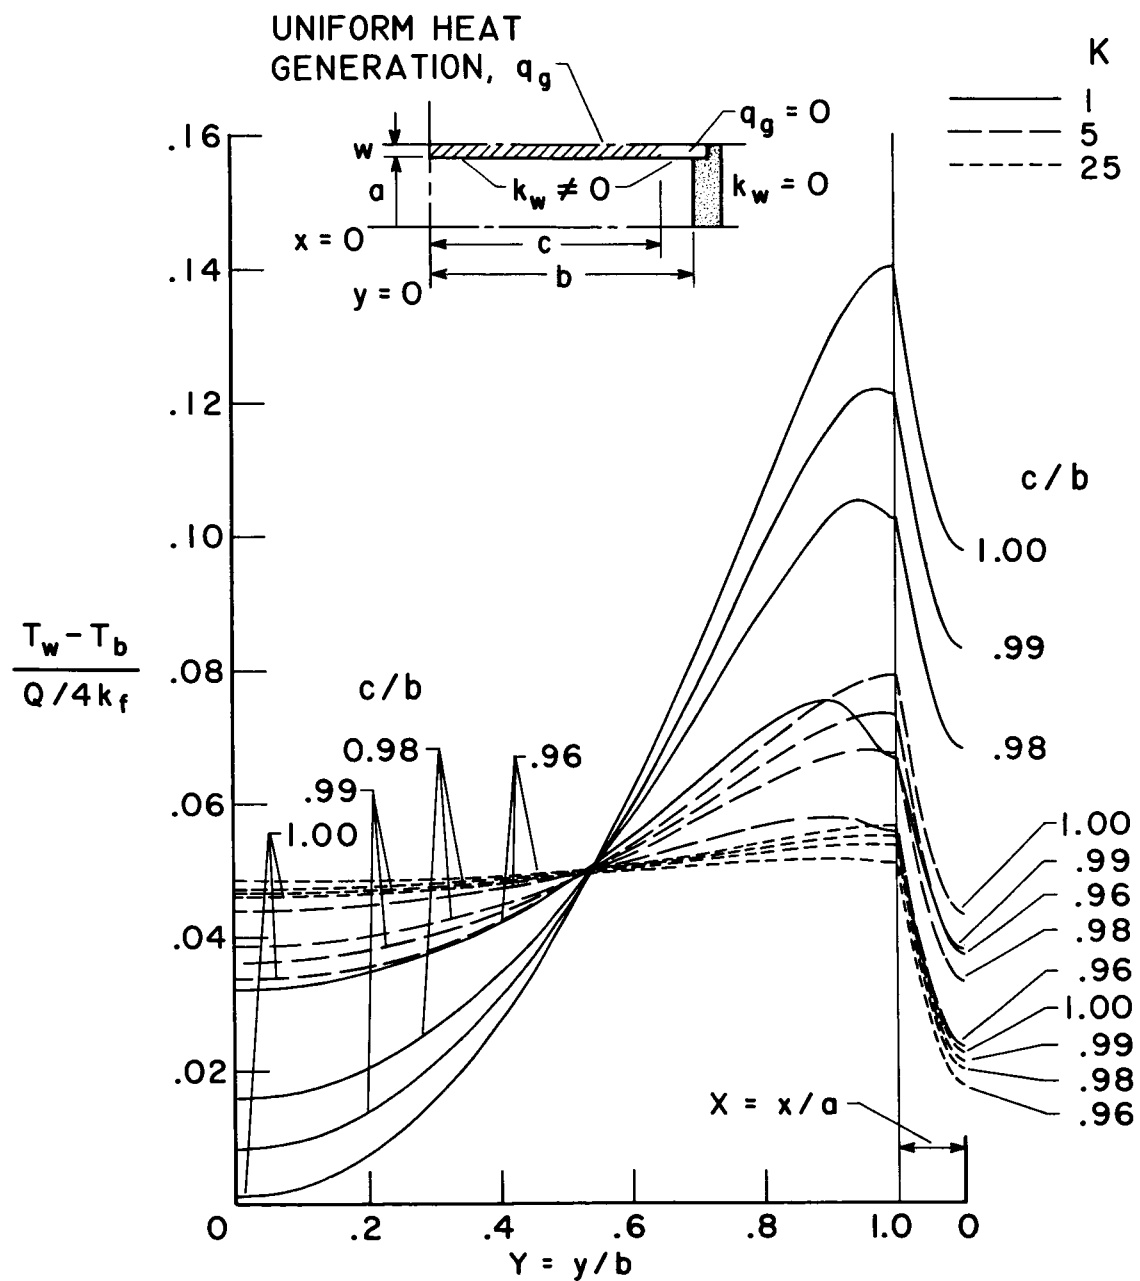 UNIFORM HEAT
GENERATION, q_g
K
1
5
25
q_g = 0
w
a
k_w ≠ 0
k_w = 0
x = 0
c
b
y = 0
.16
.14
.12
.10
.08
.06
.04
.02
T_w - T_b
Q/4k_f
c/b
1.00
.99
0.98
.96
c/b
1.00
.99
.98
1.00
.99
.96
.98
.96
1.00
.99
.98
.96
X = x/a
0 .2 .4 .6 .8 1.0 0
Y = y/b